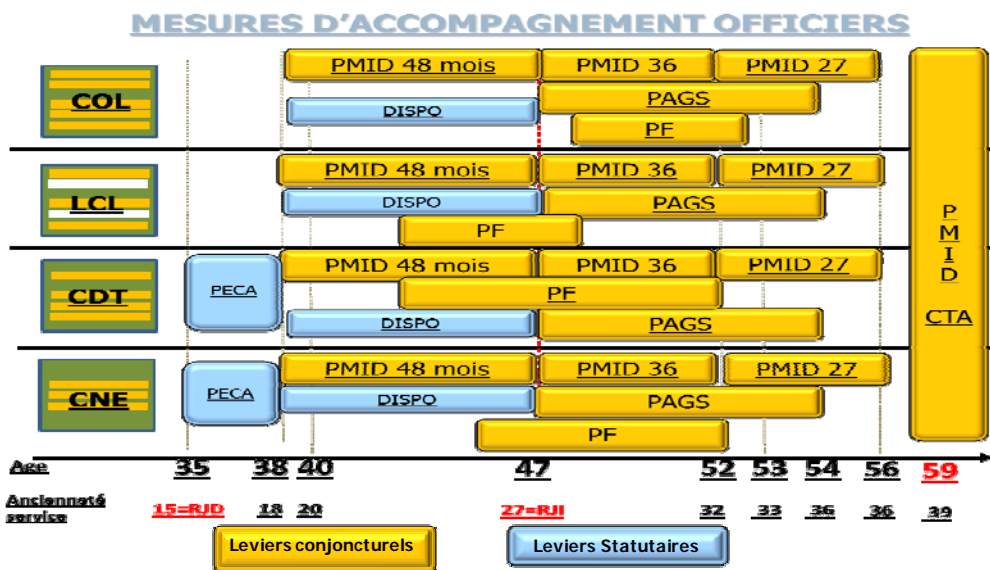 MESURES D'ACCOMPAGNEMENT OFFICIERS
COL
PMID 48 mois
PMID 36
PMID 27
DISPO
PAGS
PF
LCL
PMID 48 mois
PMID 36
PMID 27
DISPO
PAGS
PF
CDT
PECA
PMID 48 mois
PMID 36
PMID 27
PF
DISPO
PAGS
CNE
PECA
PMID 48 mois
PMID 36
PMID 27
DISPO
PAGS
PF
PMID
CTA
Age 35 38 40 47 52 53 54 56 59
Ancienneté
service
15=RJD 18 20 27=RJI 32 33 36 36 39
Leviers conjoncturels
Leviers Statutaires